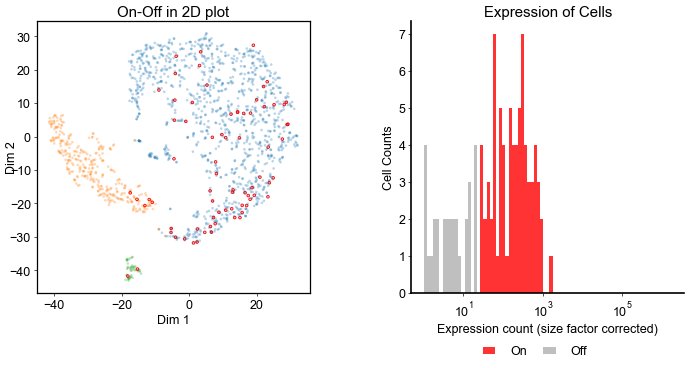 On-Off in 2D plot
30
20
10
0
−10
−20
−30
−40
Dim 2
−40 −20 0 20
Dim 1
Expression of Cells
7
6
5
4
3
2
1
0
Cell Counts
10^1 10^3 10^5
Expression count (size factor corrected)
On Off